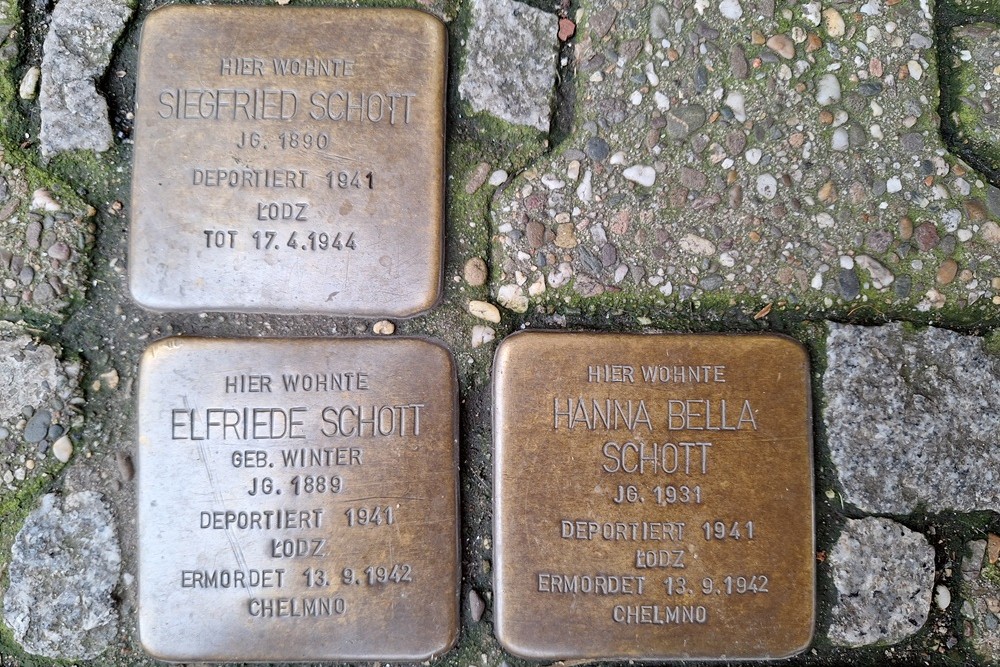 HIER WOHNTE
SIEGFRIED SCHOTT
JG. 1890
DEPORTIERT 1941
ŁODZ
TOT 17.4.1944
HIER WOHNTE
ELFRIEDE SCHOTT
GEB. WINTER
JG. 1889
DEPORTIERT 1941
ŁODZ
ERMORDET 13.9.1942
CHELMNO
HIER WOHNTE
HANNA BELLA
SCHOTT
JG. 1931
DEPORTIERT 1941
ŁODZ
ERMORDET 13.9.1942
CHELMNO